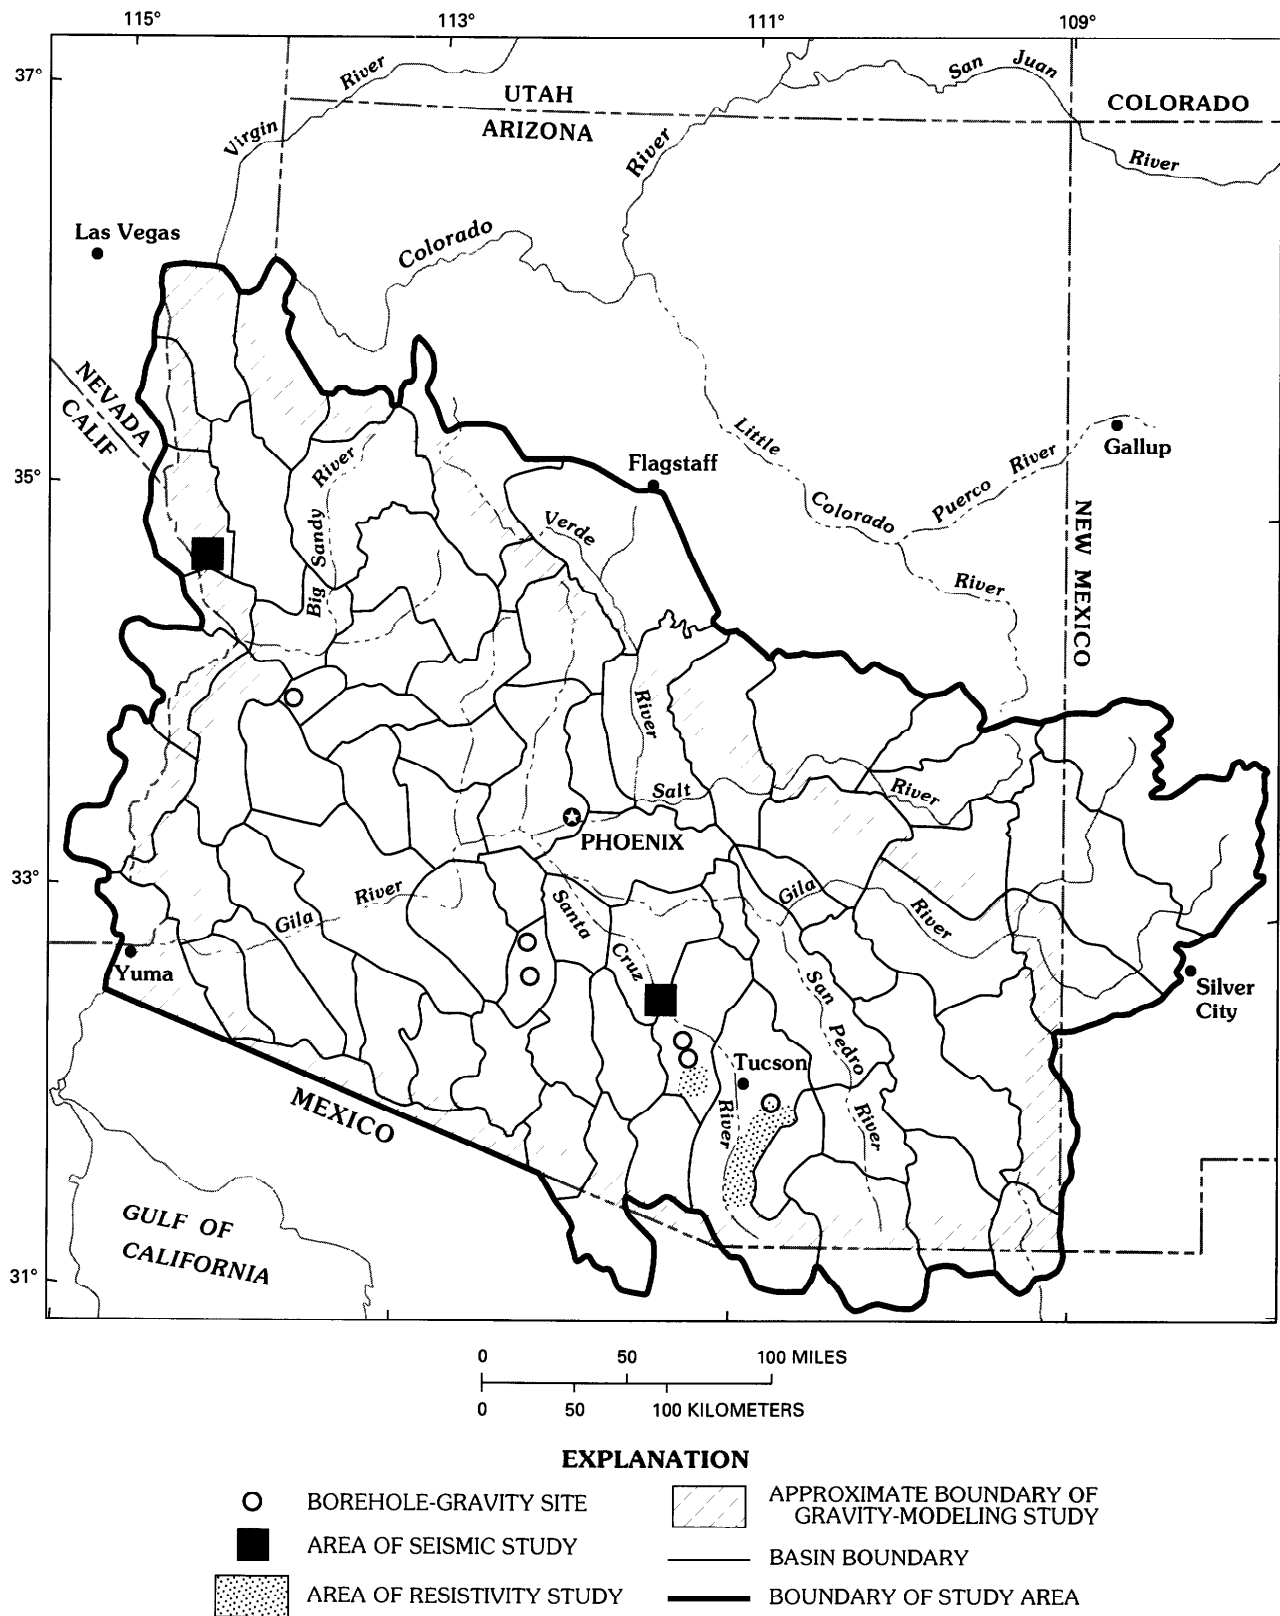 115° 113° 111° 109°
37°
35°
33°
31°
Virgin River
UTAH
ARIZONA
COLORADO
San Juan
River
River
Colorado
Las Vegas
NEVADA
CALIF
Little
Colorado
River
Puerco River
Gallup
Flagstaff
NEW MEXICO
Big Sandy River
Verde
River
Salt
River
PHOENIX
Gila River
Santa
Cruz
River
Gila
River
San
Pedro
River
Yuma
Tucson
Silver
City
MEXICO
GULF OF
CALIFORNIA
0 50 100 MILES
0 50 100 KILOMETERS
EXPLANATION
BOREHOLE-GRAVITY SITE
AREA OF SEISMIC STUDY
AREA OF RESISTIVITY STUDY
APPROXIMATE BOUNDARY OF
GRAVITY-MODELING STUDY
BASIN BOUNDARY
BOUNDARY OF STUDY AREA